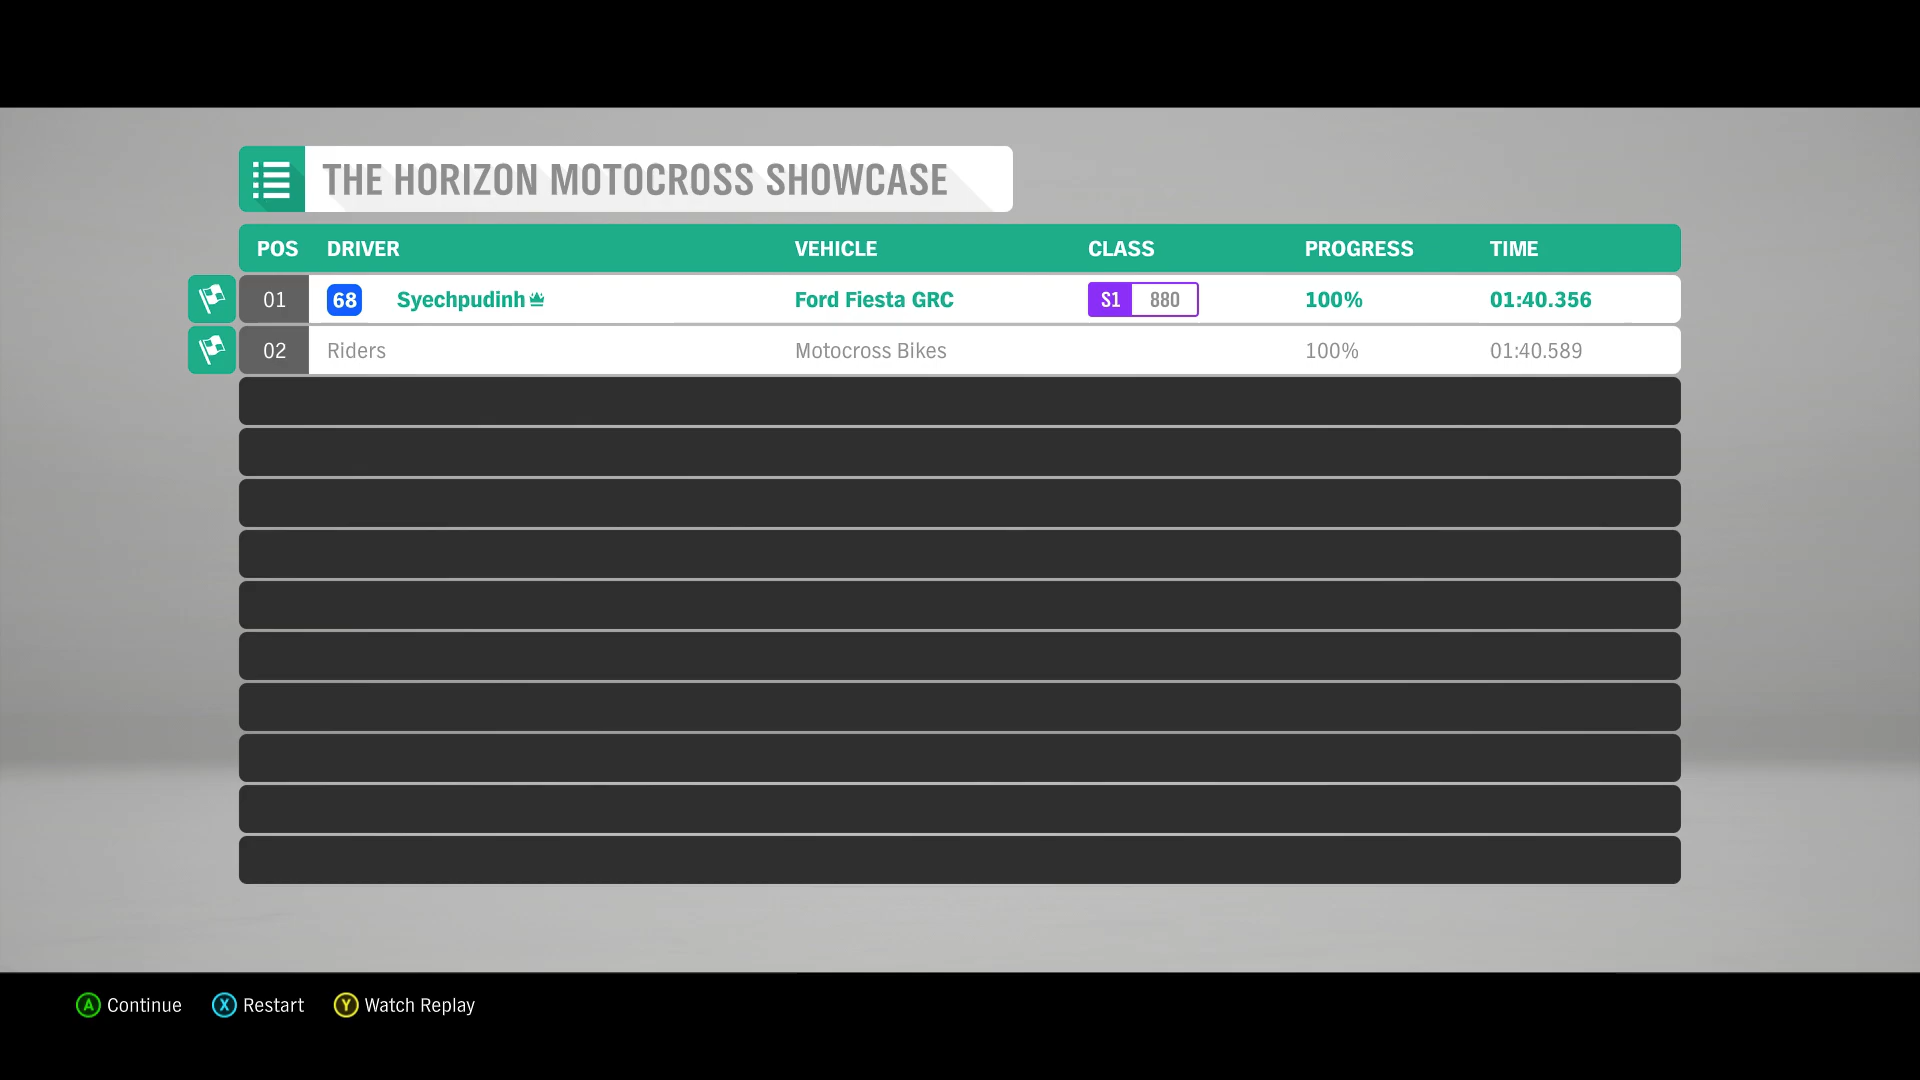 THE HORIZON MOTOCROSS SHOWCASE
POS DRIVER VEHICLE CLASS PROGRESS TIME
01 68 Syechpudinh Ford Fiesta GRC S1 880 100% 01:40.356
02 Riders Motocross Bikes 100% 01:40.589
A Continue X Restart Y Watch Replay